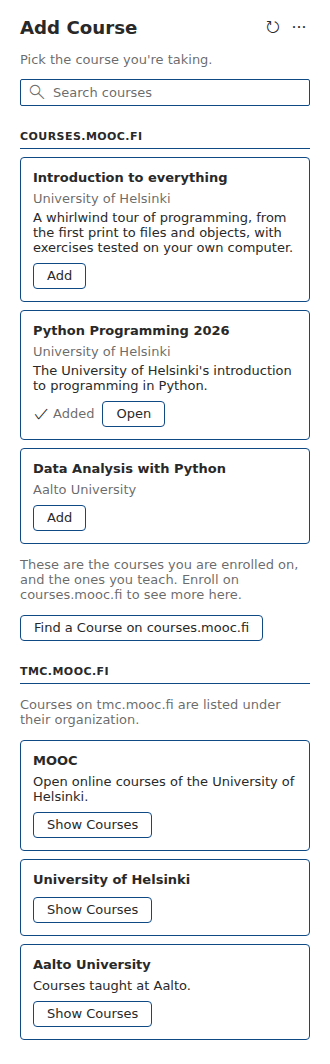 Add Course
Pick the course you're taking.
Search courses
COURSES.MOOC.FI
Introduction to everything
University of Helsinki
A whirlwind tour of programming, from
the first print to files and objects, with
exercises tested on your own computer.
Add
Python Programming 2026
University of Helsinki
The University of Helsinki's introduction
to programming in Python.
Added Open
Data Analysis with Python
Aalto University
Add
These are the courses you are enrolled on,
and the ones you teach. Enroll on
courses.mooc.fi to see more here.
Find a Course on courses.mooc.fi
TMC.MOOC.FI
Courses on tmc.mooc.fi are listed under
their organization.
MOOC
Open online courses of the University of
Helsinki.
Show Courses
University of Helsinki
Show Courses
Aalto University
Courses taught at Aalto.
Show Courses